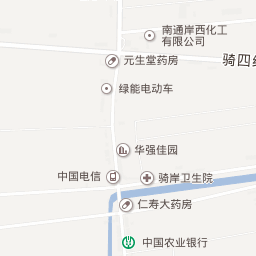 南通岸西化工
有限公司
元生堂药房
骑四
绿能电动车
华强佳园
中国电信
骑岸卫生院
仁寿大药房
中国农业银行